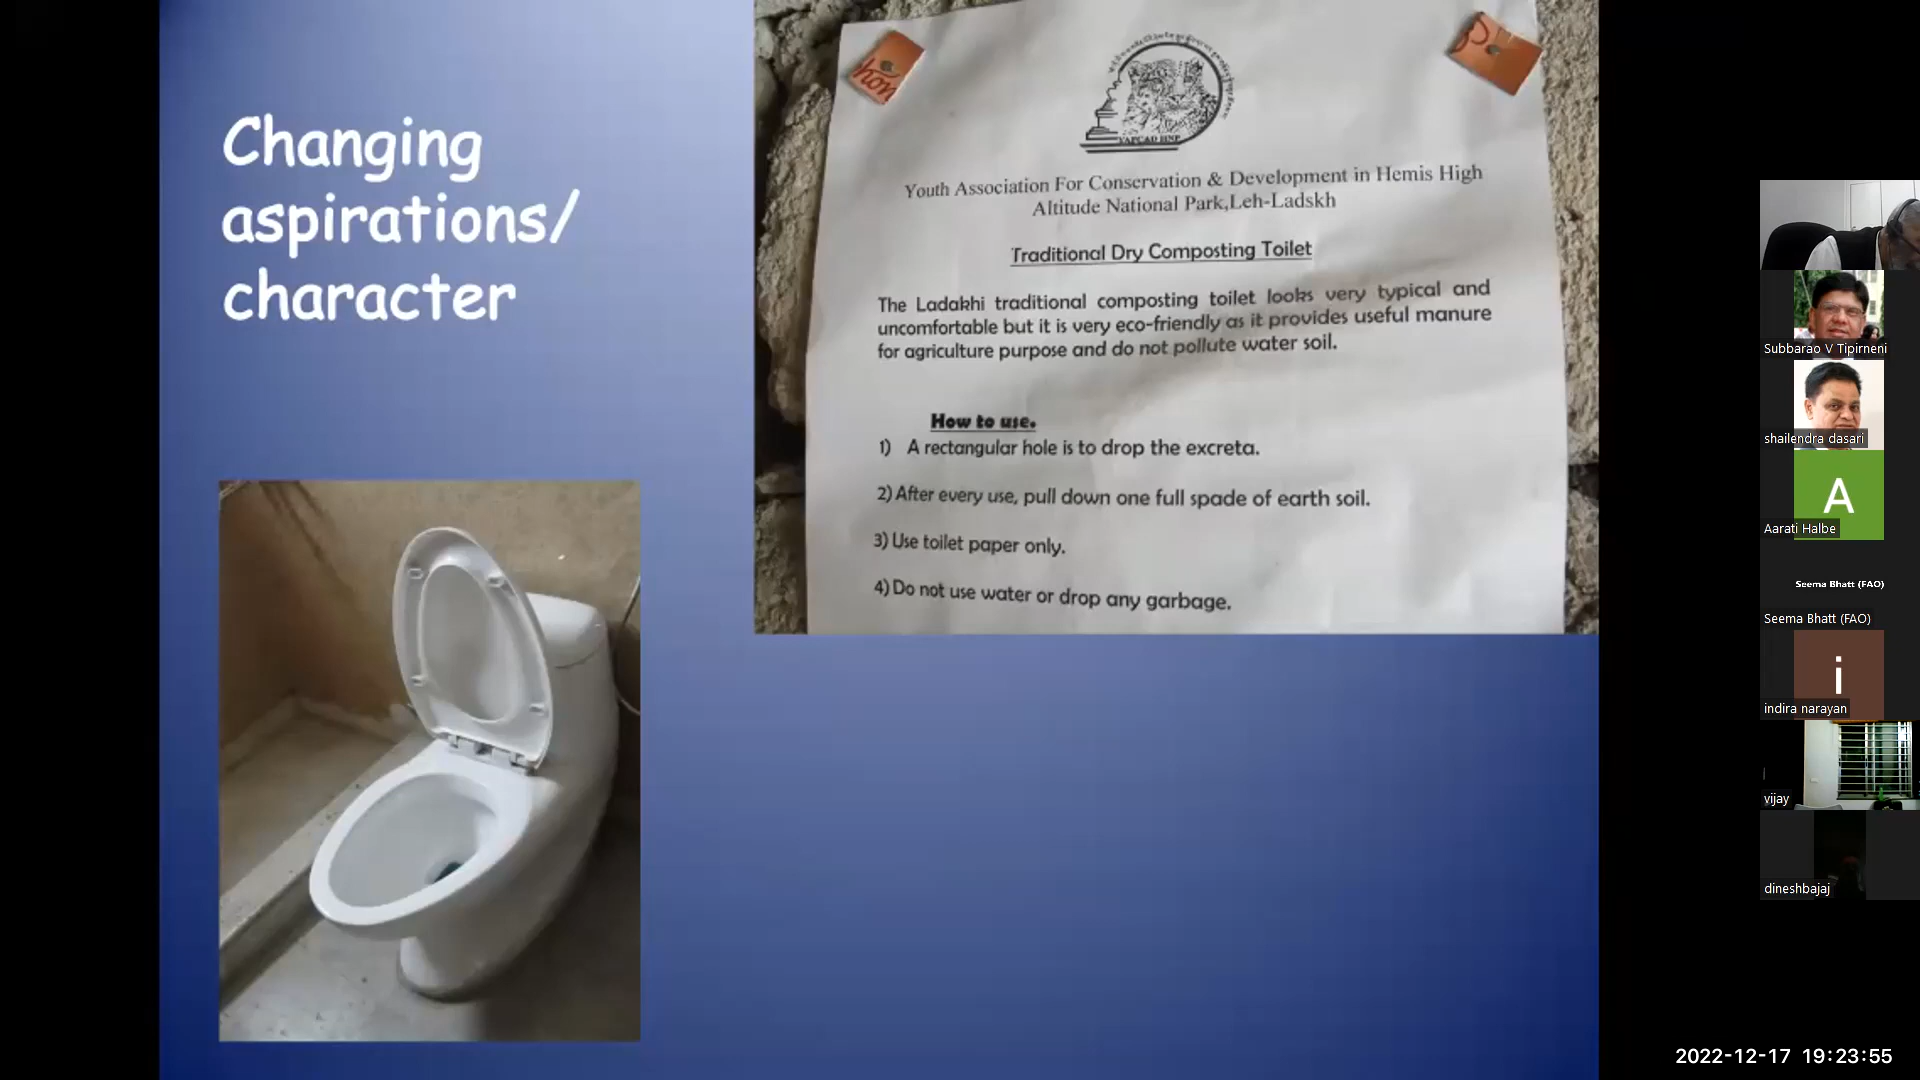 Changing
aspirations/
character
hon
YAFCAD HNP
Youth Association For Conservation & Development in Hemis High
Altitude National Park,Leh-Ladskh
Traditional Dry Composting Toilet
The Ladakhi traditional composting toilet looks very typical and
uncomfortable but it is very eco-friendly as it provides useful manure
for agriculture purpose and do not pollute water soil.
How to use.
1) A rectangular hole is to drop the excreta.
2) After every use, pull down one full spade of earth soil.
3) Use toilet paper only.
4) Do not use water or drop any garbage.
Subbarao V Tipirneni
shailendra dasari
A
Aarati Halbe
Seema Bhatt (FAO)
Seema Bhatt (FAO)
i
indira narayan
vijay
dineshbajaj
2022-12-17 19:23:55